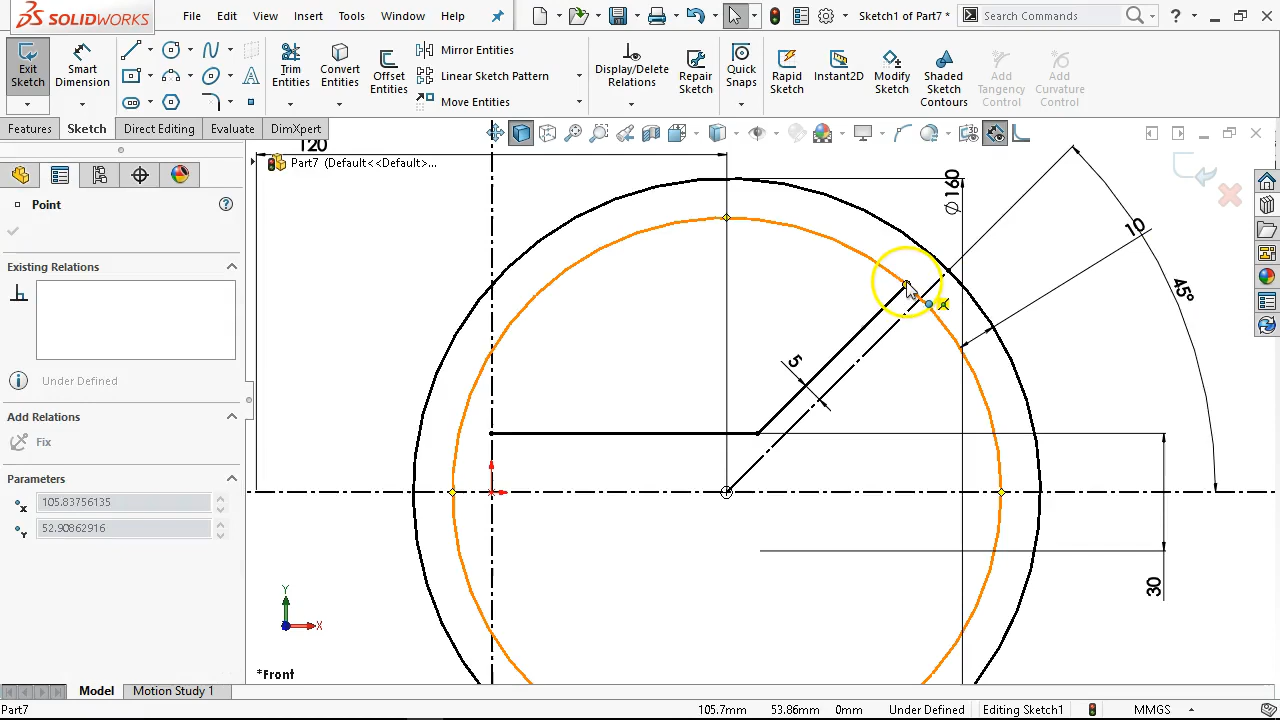 SOLIDWORKS
File Edit View Insert Tools Window Help
Sketch1 of Part7 *
Search Commands
Exit Sketch
Smart Dimension
Trim Entities
Convert Entities
Offset Entities
Mirror Entities
Linear Sketch Pattern
Move Entities
Display/Delete Relations
Repair Sketch
Quick Snaps
Rapid Sketch
Instant2D
Modify Sketch
Shaded Sketch Contours
Add Tangency Control
Add Curvature Control
Features Sketch Direct Editing Evaluate DimXpert
120
Part7 (Default<<Default>...
Point
Existing Relations
Under Defined
Add Relations
Fix
Parameters
105.83756135
52.90862916
Ø160
10
45°
5
30
Y
X
*Front
Model Motion Study 1
Part7 105.7mm 53.86mm 0mm Under Defined Editing Sketch1 MMGS